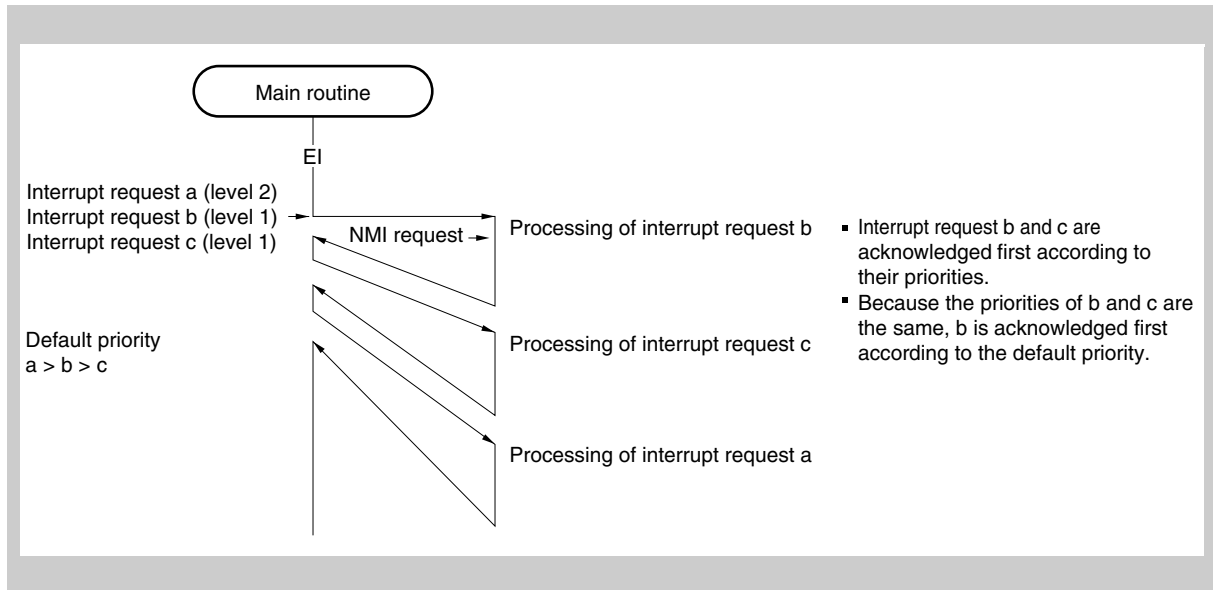 Main routine
EI
Interrupt request a (level 2)
Interrupt request b (level 1)
Interrupt request c (level 1)
NMI request
Processing of interrupt request b
▪ Interrupt request b and c are
acknowledged first according to
their priorities.
▪ Because the priorities of b and c are
the same, b is acknowledged first
according to the default priority.
Default priority
a > b > c
Processing of interrupt request c
Processing of interrupt request a